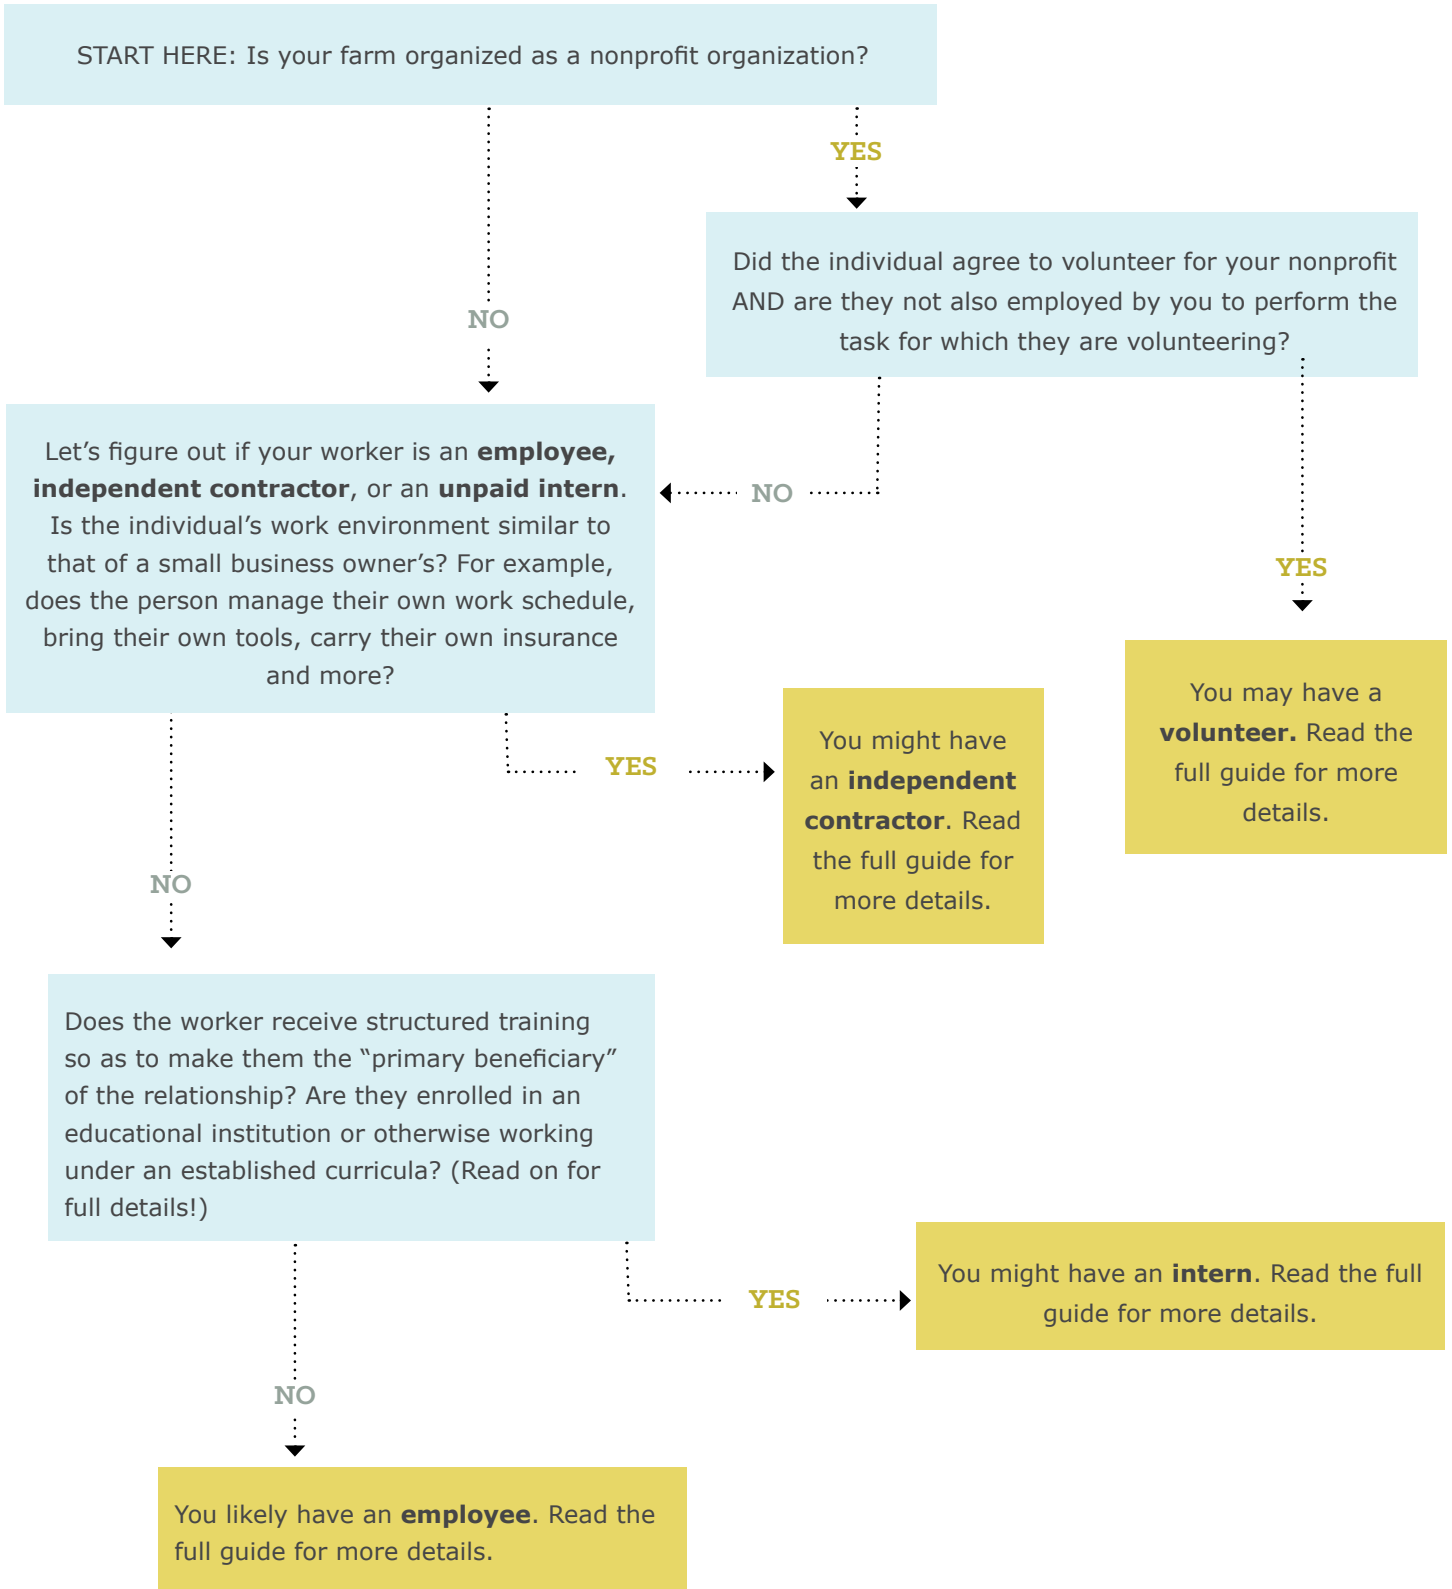 START HERE: Is your farm organized as a nonprofit organization?
YES
Did the individual agree to volunteer for your nonprofit
AND are they not also employed by you to perform the
task for which they are volunteering?
NO
Let’s figure out if your worker is an employee,
independent contractor, or an unpaid intern.
Is the individual’s work environment similar to
that of a small business owner’s? For example,
does the person manage their own work schedule,
bring their own tools, carry their own insurance
and more?
NO
YES
You may have a
volunteer. Read the
full guide for more
details.
YES
You might have
an independent
contractor. Read
the full guide for
more details.
NO
Does the worker receive structured training
so as to make them the “primary beneficiary”
of the relationship? Are they enrolled in an
educational institution or otherwise working
under an established curricula? (Read on for
full details!)
YES
You might have an intern. Read the full
guide for more details.
NO
You likely have an employee. Read the
full guide for more details.